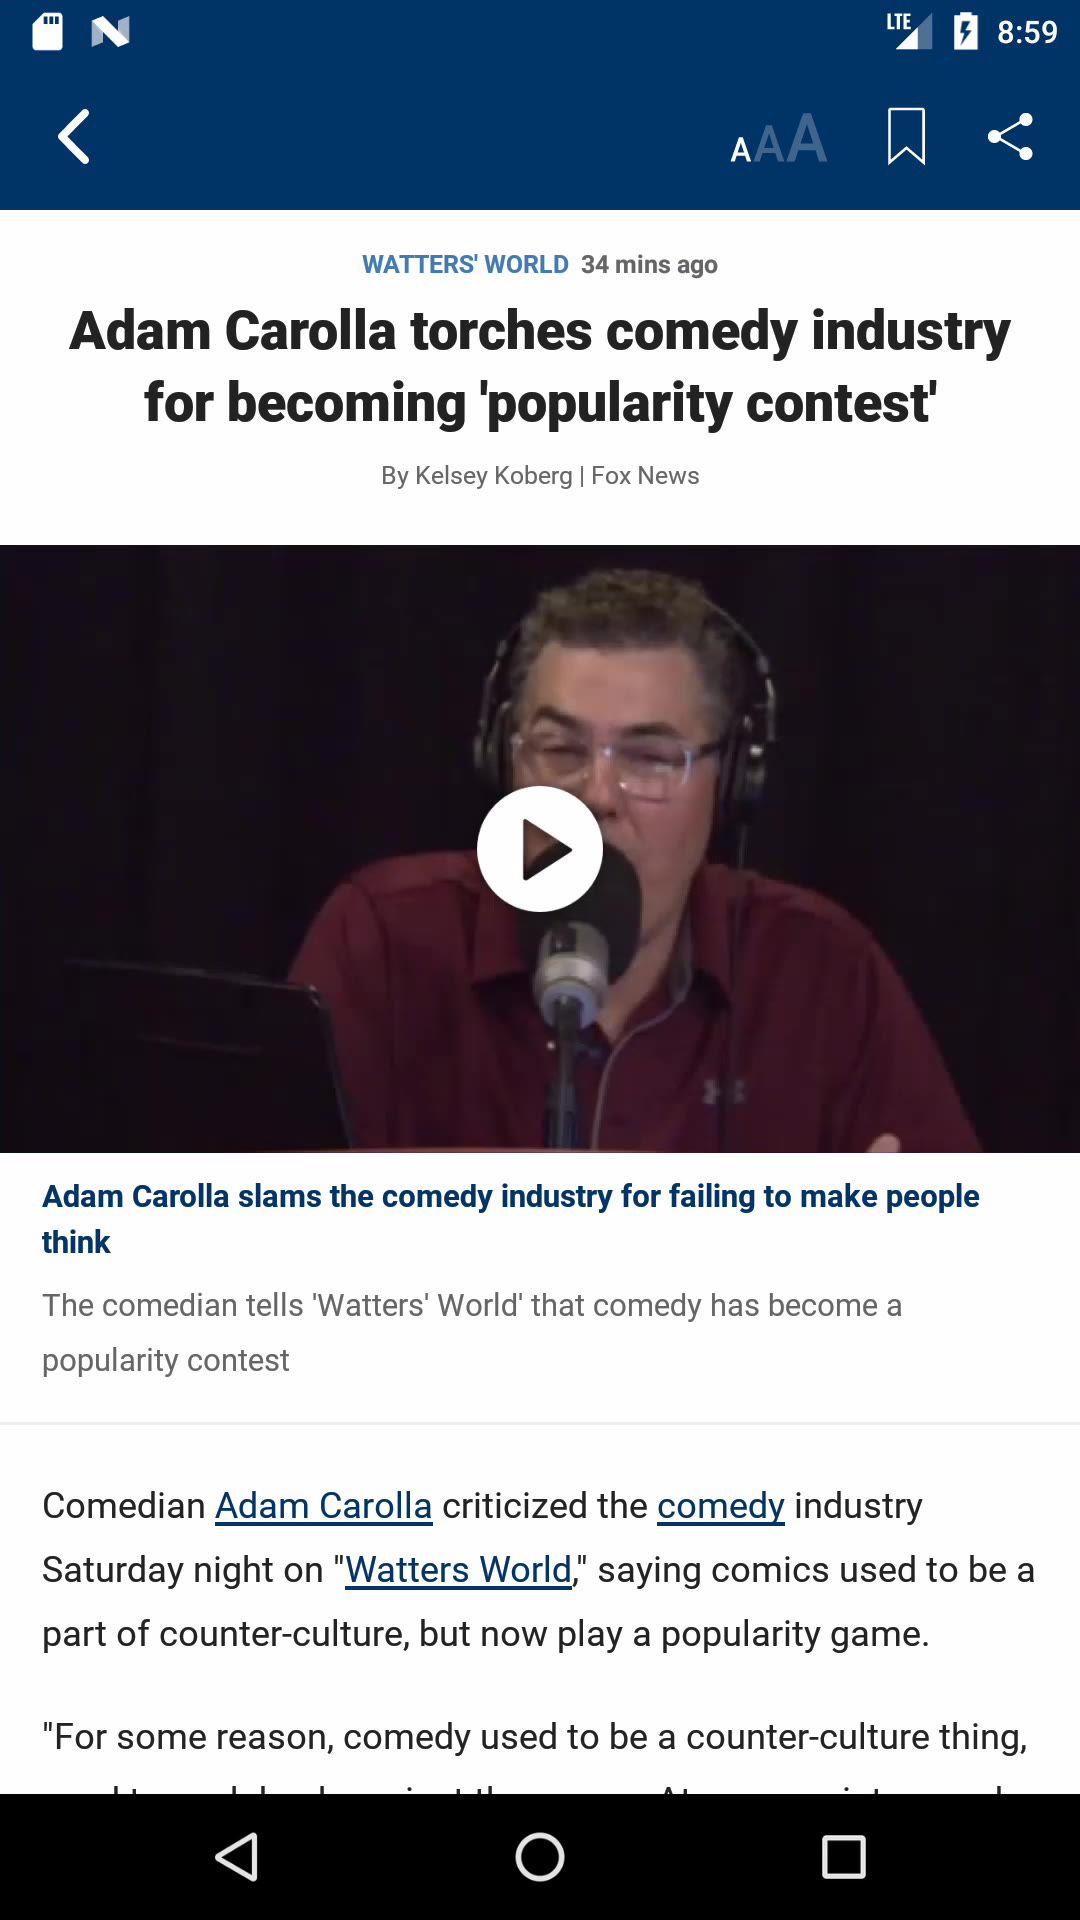 LTE 8:59
AAA
WATTERS' WORLD 34 mins ago
Adam Carolla torches comedy industry
for becoming 'popularity contest'
By Kelsey Koberg | Fox News
Adam Carolla slams the comedy industry for failing to make people
think
The comedian tells 'Watters' World' that comedy has become a
popularity contest
Comedian Adam Carolla criticized the comedy industry
Saturday night on "Watters World," saying comics used to be a
part of counter-culture, but now play a popularity game.
"For some reason, comedy used to be a counter-culture thing,